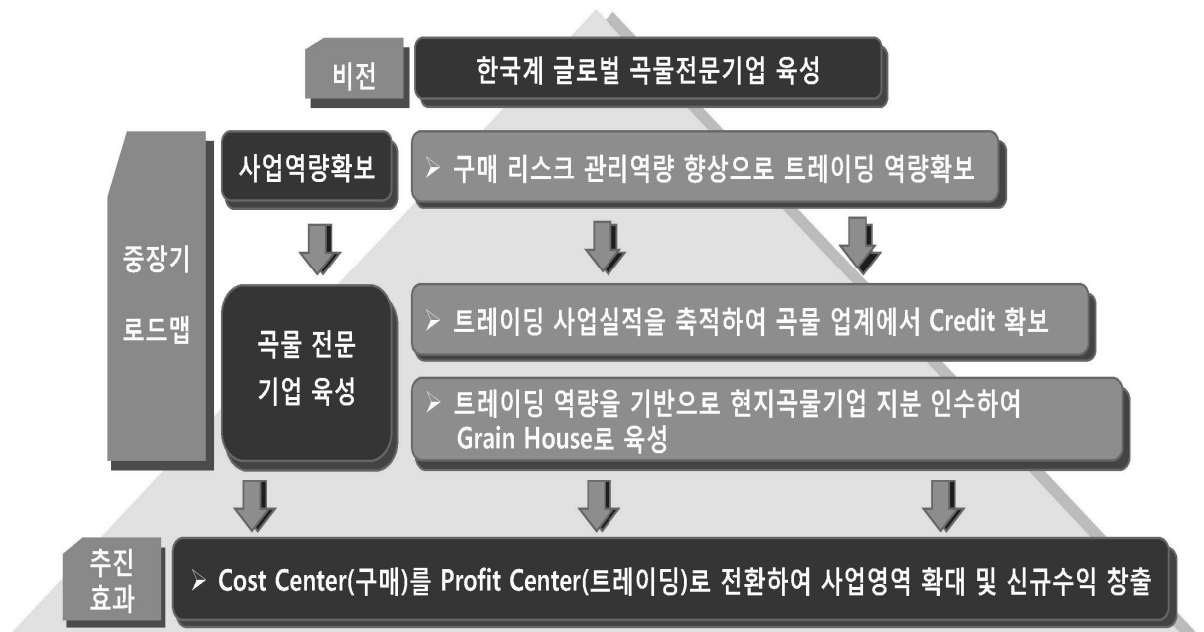 비전
한국계 글로벌 곡물전문기업 육성
중장기
로드맵
사업역량확보
➢ 구매 리스크 관리역량 향상으로 트레이딩 역량확보
곡물 전문
기업 육성
➢ 트레이딩 사업실적을 축적하여 곡물 업계에서 Credit 확보
➢ 트레이딩 역량을 기반으로 현지곡물기업 지분 인수하여
Grain House로 육성
추진
효과
➢ Cost Center(구매)를 Profit Center(트레이딩)로 전환하여 사업영역 확대 및 신규수익 창출